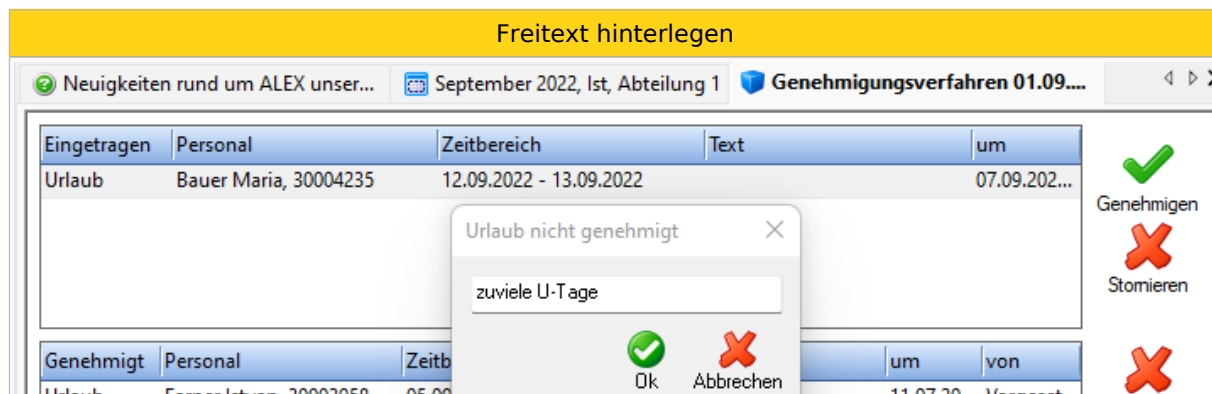 Freitext hinterlegen
Neuigkeiten rund um ALEX unser... September 2022, Ist, Abteilung 1 Genehmigungsverfahren 01.09....
Eingetragen Personal Zeitbereich Text um
Urlaub Bauer Maria, 30004235 12.09.2022 - 13.09.2022 07.09.202...
Genehmigen
Urlaub nicht genehmigt
Stornieren
zuviele U-Tage
Genehmigt Personal Zeitb um von
Ok Abbrechen
Urlaub